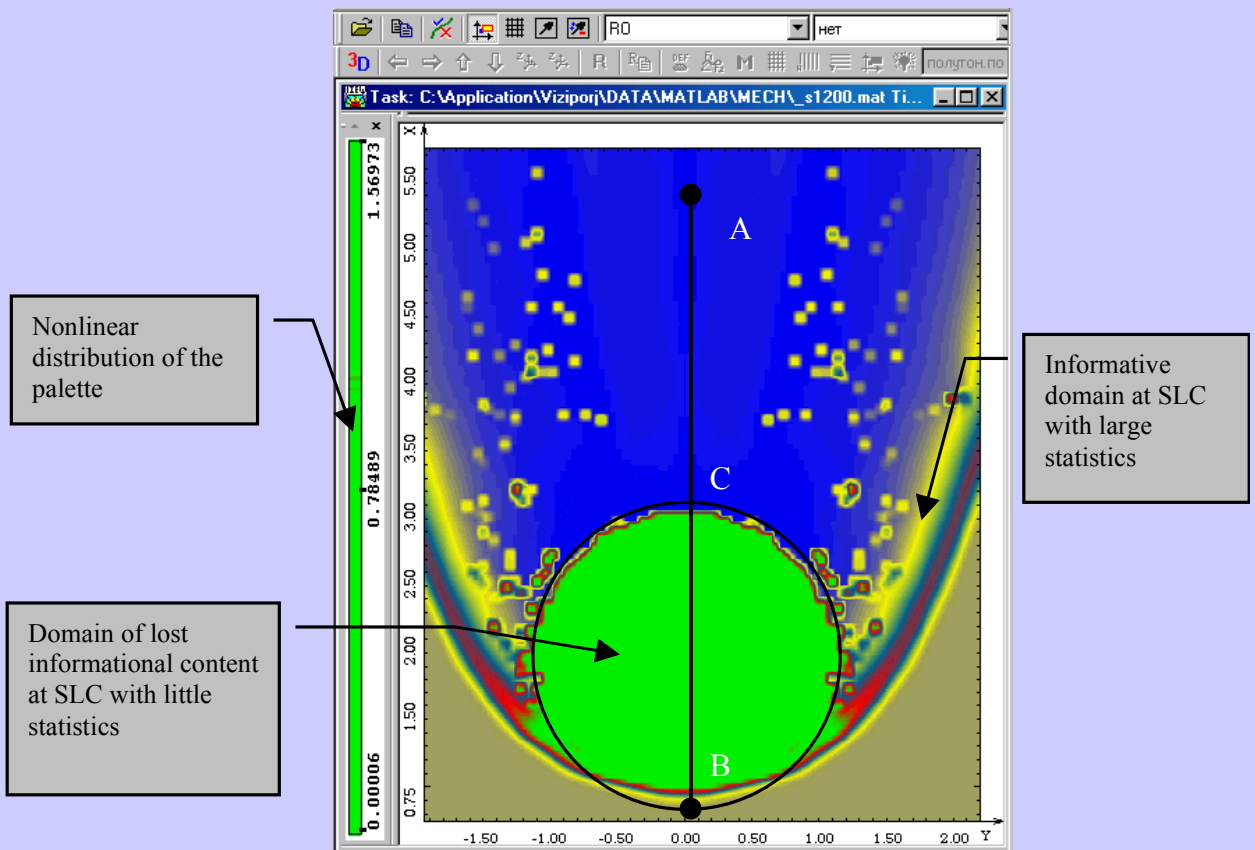 RO
нет
3D
R
M
DEF
полутон.по
Task: C:\Application\Viziporj\DATA\MATLAB\MECH\_s1200.mat Ti...
1.56973
0.78489
0.00006
X
5.50
5.00
4.50
4.00
3.50
3.00
2.50
2.00
1.50
0.75
-1.50
-1.00
-0.50
0.00
0.50
1.00
1.50
2.00
Y
A
C
B
Nonlinear
distribution of the
palette
Domain of lost
informational content
at SLC with little
statistics
Informative
domain at SLC
with large
statistics